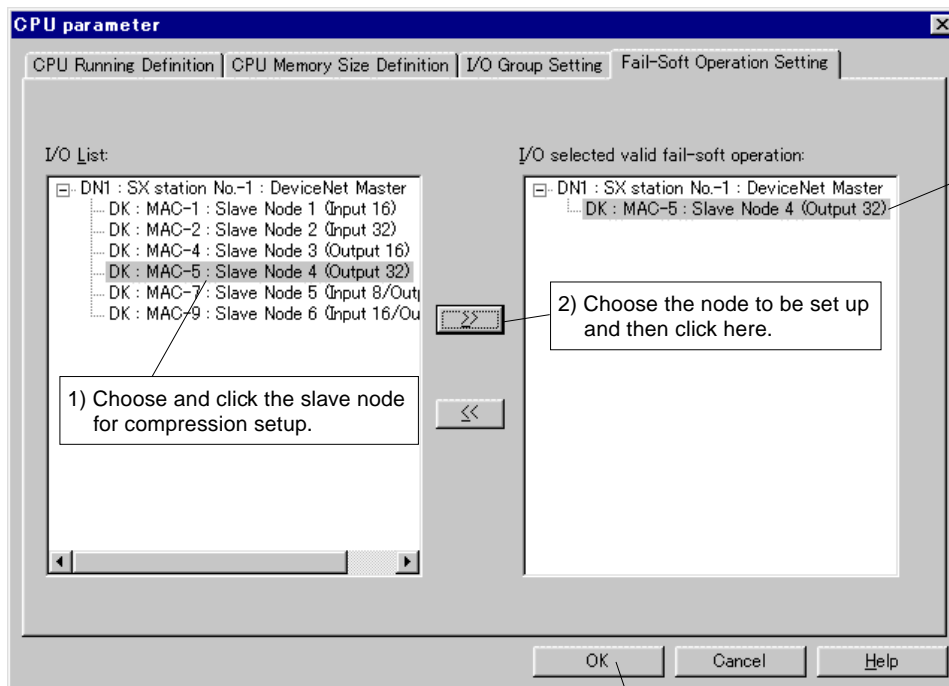 CPU parameter
CPU Running Definition
CPU Memory Size Definition
I/O Group Setting
Fail-Soft Operation Setting
I/O List:
DN1 : SX station No.-1 : DeviceNet Master
DK : MAC-1 : Slave Node 1 (Input 16)
DK : MAC-2 : Slave Node 2 (Input 32)
DK : MAC-4 : Slave Node 3 (Output 16)
DK : MAC-5 : Slave Node 4 (Output 32)
DK : MAC-7 : Slave Node 5 (Input 8/Outp
DK : MAC-9 : Slave Node 6 (Input 16/Ou
1) Choose and click the slave node
for compression setup.
>>
<<
I/O selected valid fail-soft operation:
DN1 : SX station No.-1 : DeviceNet Master
DK : MAC-5 : Slave Node 4 (Output 32)
2) Choose the node to be set up
and then click here.
OK
Cancel
Help